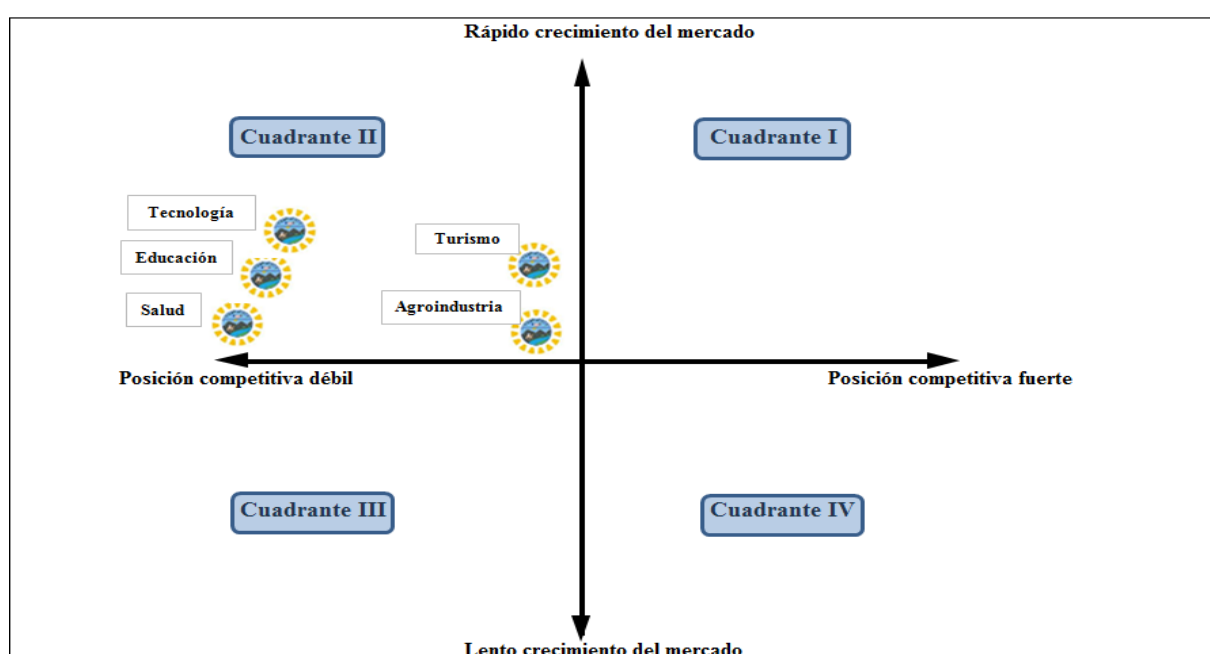 Rápido crecimiento del mercado
Cuadrante II
Cuadrante I
Tecnología
Turismo
Educación
Agroindustria
Salud
Posición competitiva débil
Posición competitiva fuerte
Cuadrante III
Cuadrante IV
Lento crecimiento del mercado